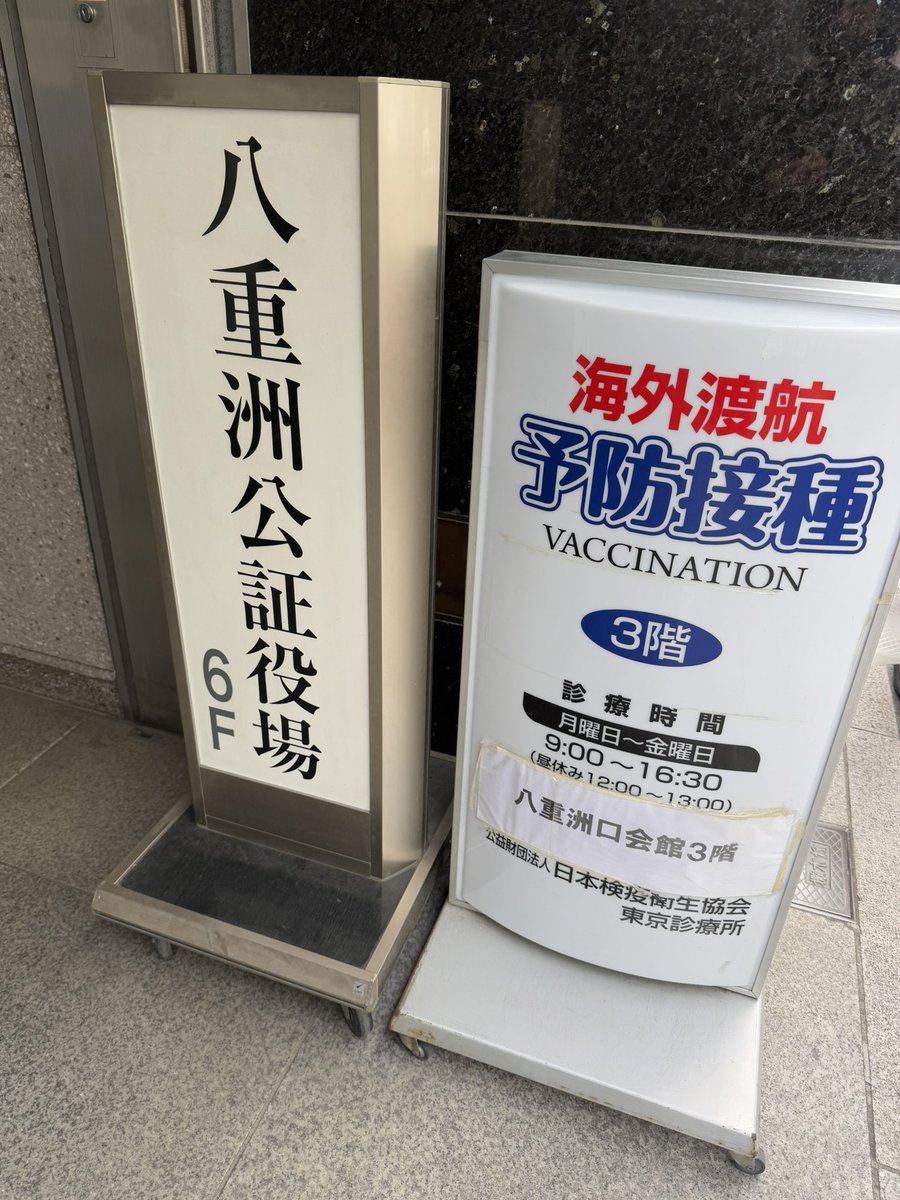 八重洲公証役場
6F
海外渡航
予防接種
VACCINATION
3階
診療時間
月曜日～金曜日
9:00～16:30
(昼休み12:00～13:00)
八重洲口会館3階
公益財団法人日本検疫衛生協会
東京診療所